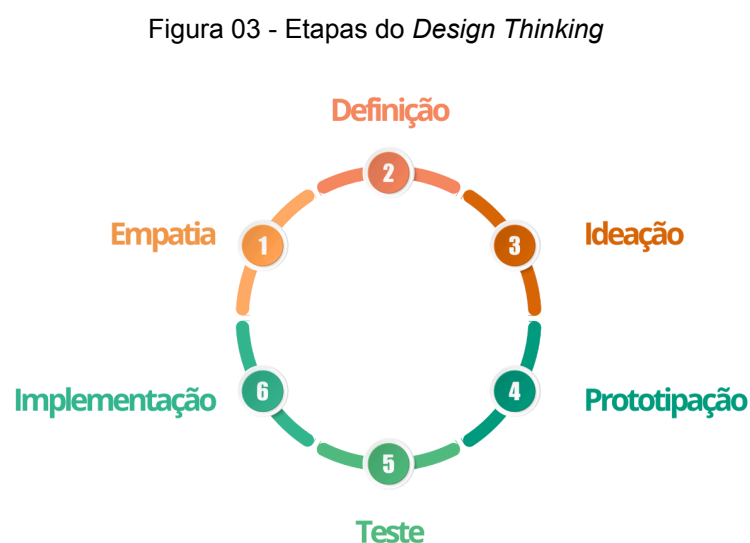 Figura 03 - Etapas do Design Thinking
Definição
2
Empatia
1
3
Ideação
Implementação
6
4
Prototipação
5
Teste